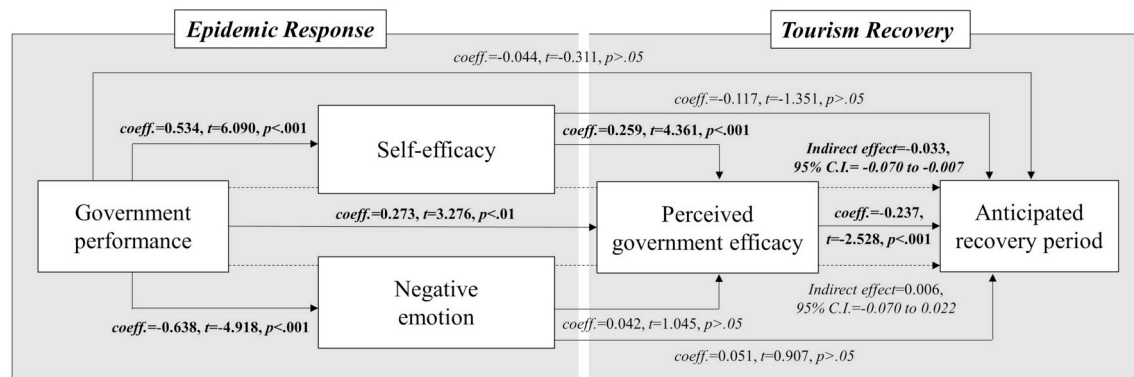 Epidemic Response
Tourism Recovery
coeff.=-0.044, t=-0.311, p>.05
coeff.=-0.117, t=-1.351, p>.05
coeff.=0.534, t=6.090, p<.001
coeff.=0.259, t=4.361, p<.001
Self-efficacy
Indirect effect=-0.033,
95% C.I.= -0.070 to -0.007
Government
performance
coeff.=0.273, t=3.276, p<.01
Perceived
government efficacy
coeff.=-0.237,
t=-2.528, p<.001
Anticipated
recovery period
Negative
emotion
Indirect effect=0.006,
95% C.I.=-0.070 to 0.022
coeff.=-0.638, t=-4.918, p<.001
coeff.=0.042, t=1.045, p>.05
coeff.=0.051, t=0.907, p>.05